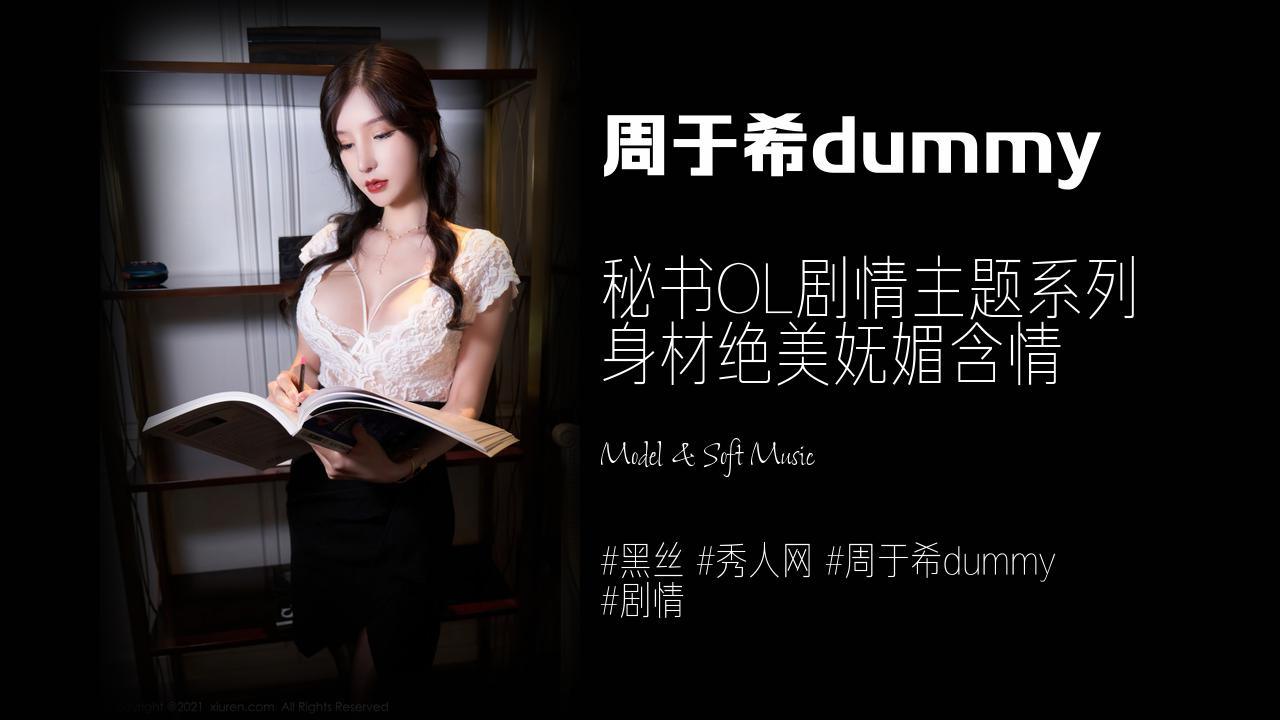 周于希dummy
秘书OL剧情主题系列
身材绝美妩媚含情
Model & Soft Music
#黑丝 #秀人网 #周于希dummy
#剧情
©2021 xiuren.com All Rights Reserved